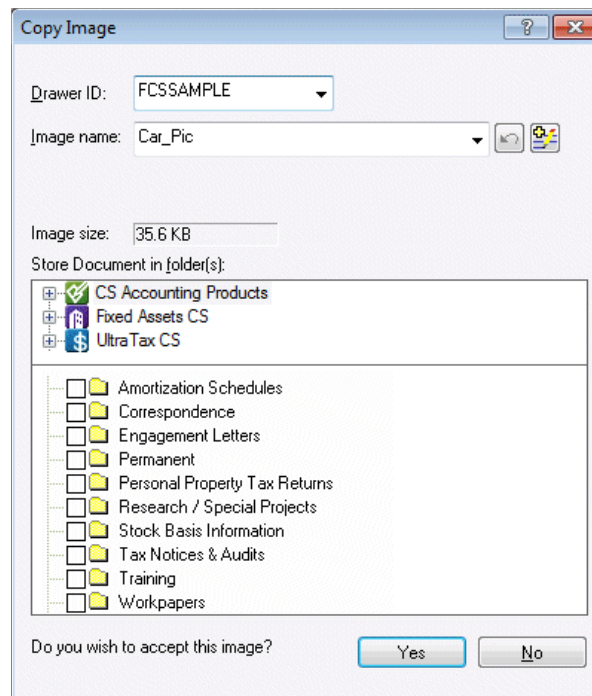 Copy Image
Drawer ID: FCSSAMPLE
Image name: Car_Pic
Image size: 35.6 KB
Store Document in folder(s):
CS Accounting Products
Fixed Assets CS
UltraTax CS
Amortization Schedules
Correspondence
Engagement Letters
Permanent
Personal Property Tax Returns
Research / Special Projects
Stock Basis Information
Tax Notices & Audits
Training
Workpapers
Do you wish to accept this image? Yes No